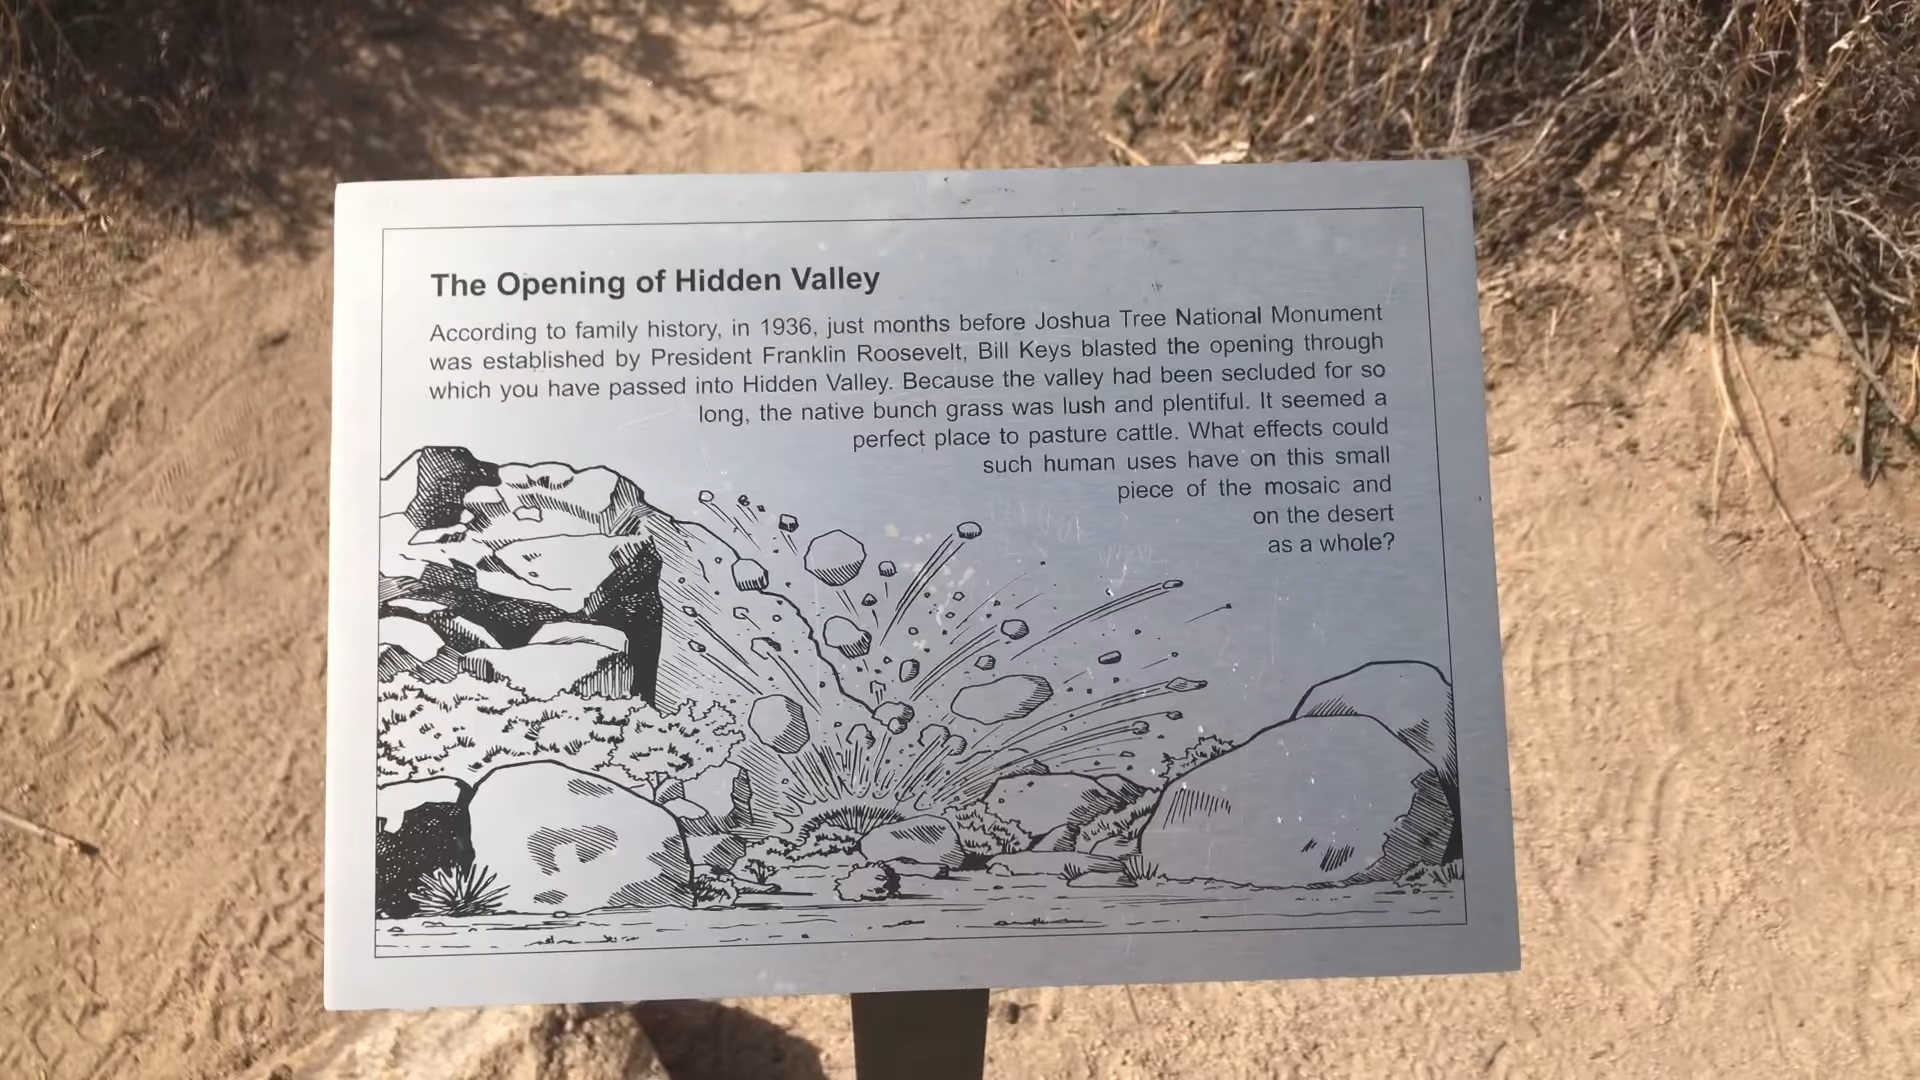 The Opening of Hidden Valley
According to family history, in 1936, just months before Joshua Tree National Monument
was established by President Franklin Roosevelt, Bill Keys blasted the opening through
which you have passed into Hidden Valley. Because the valley had been secluded for so
long, the native bunch grass was lush and plentiful. It seemed a
perfect place to pasture cattle. What effects could
such human uses have on this small
piece of the mosaic and
on the desert
as a whole?